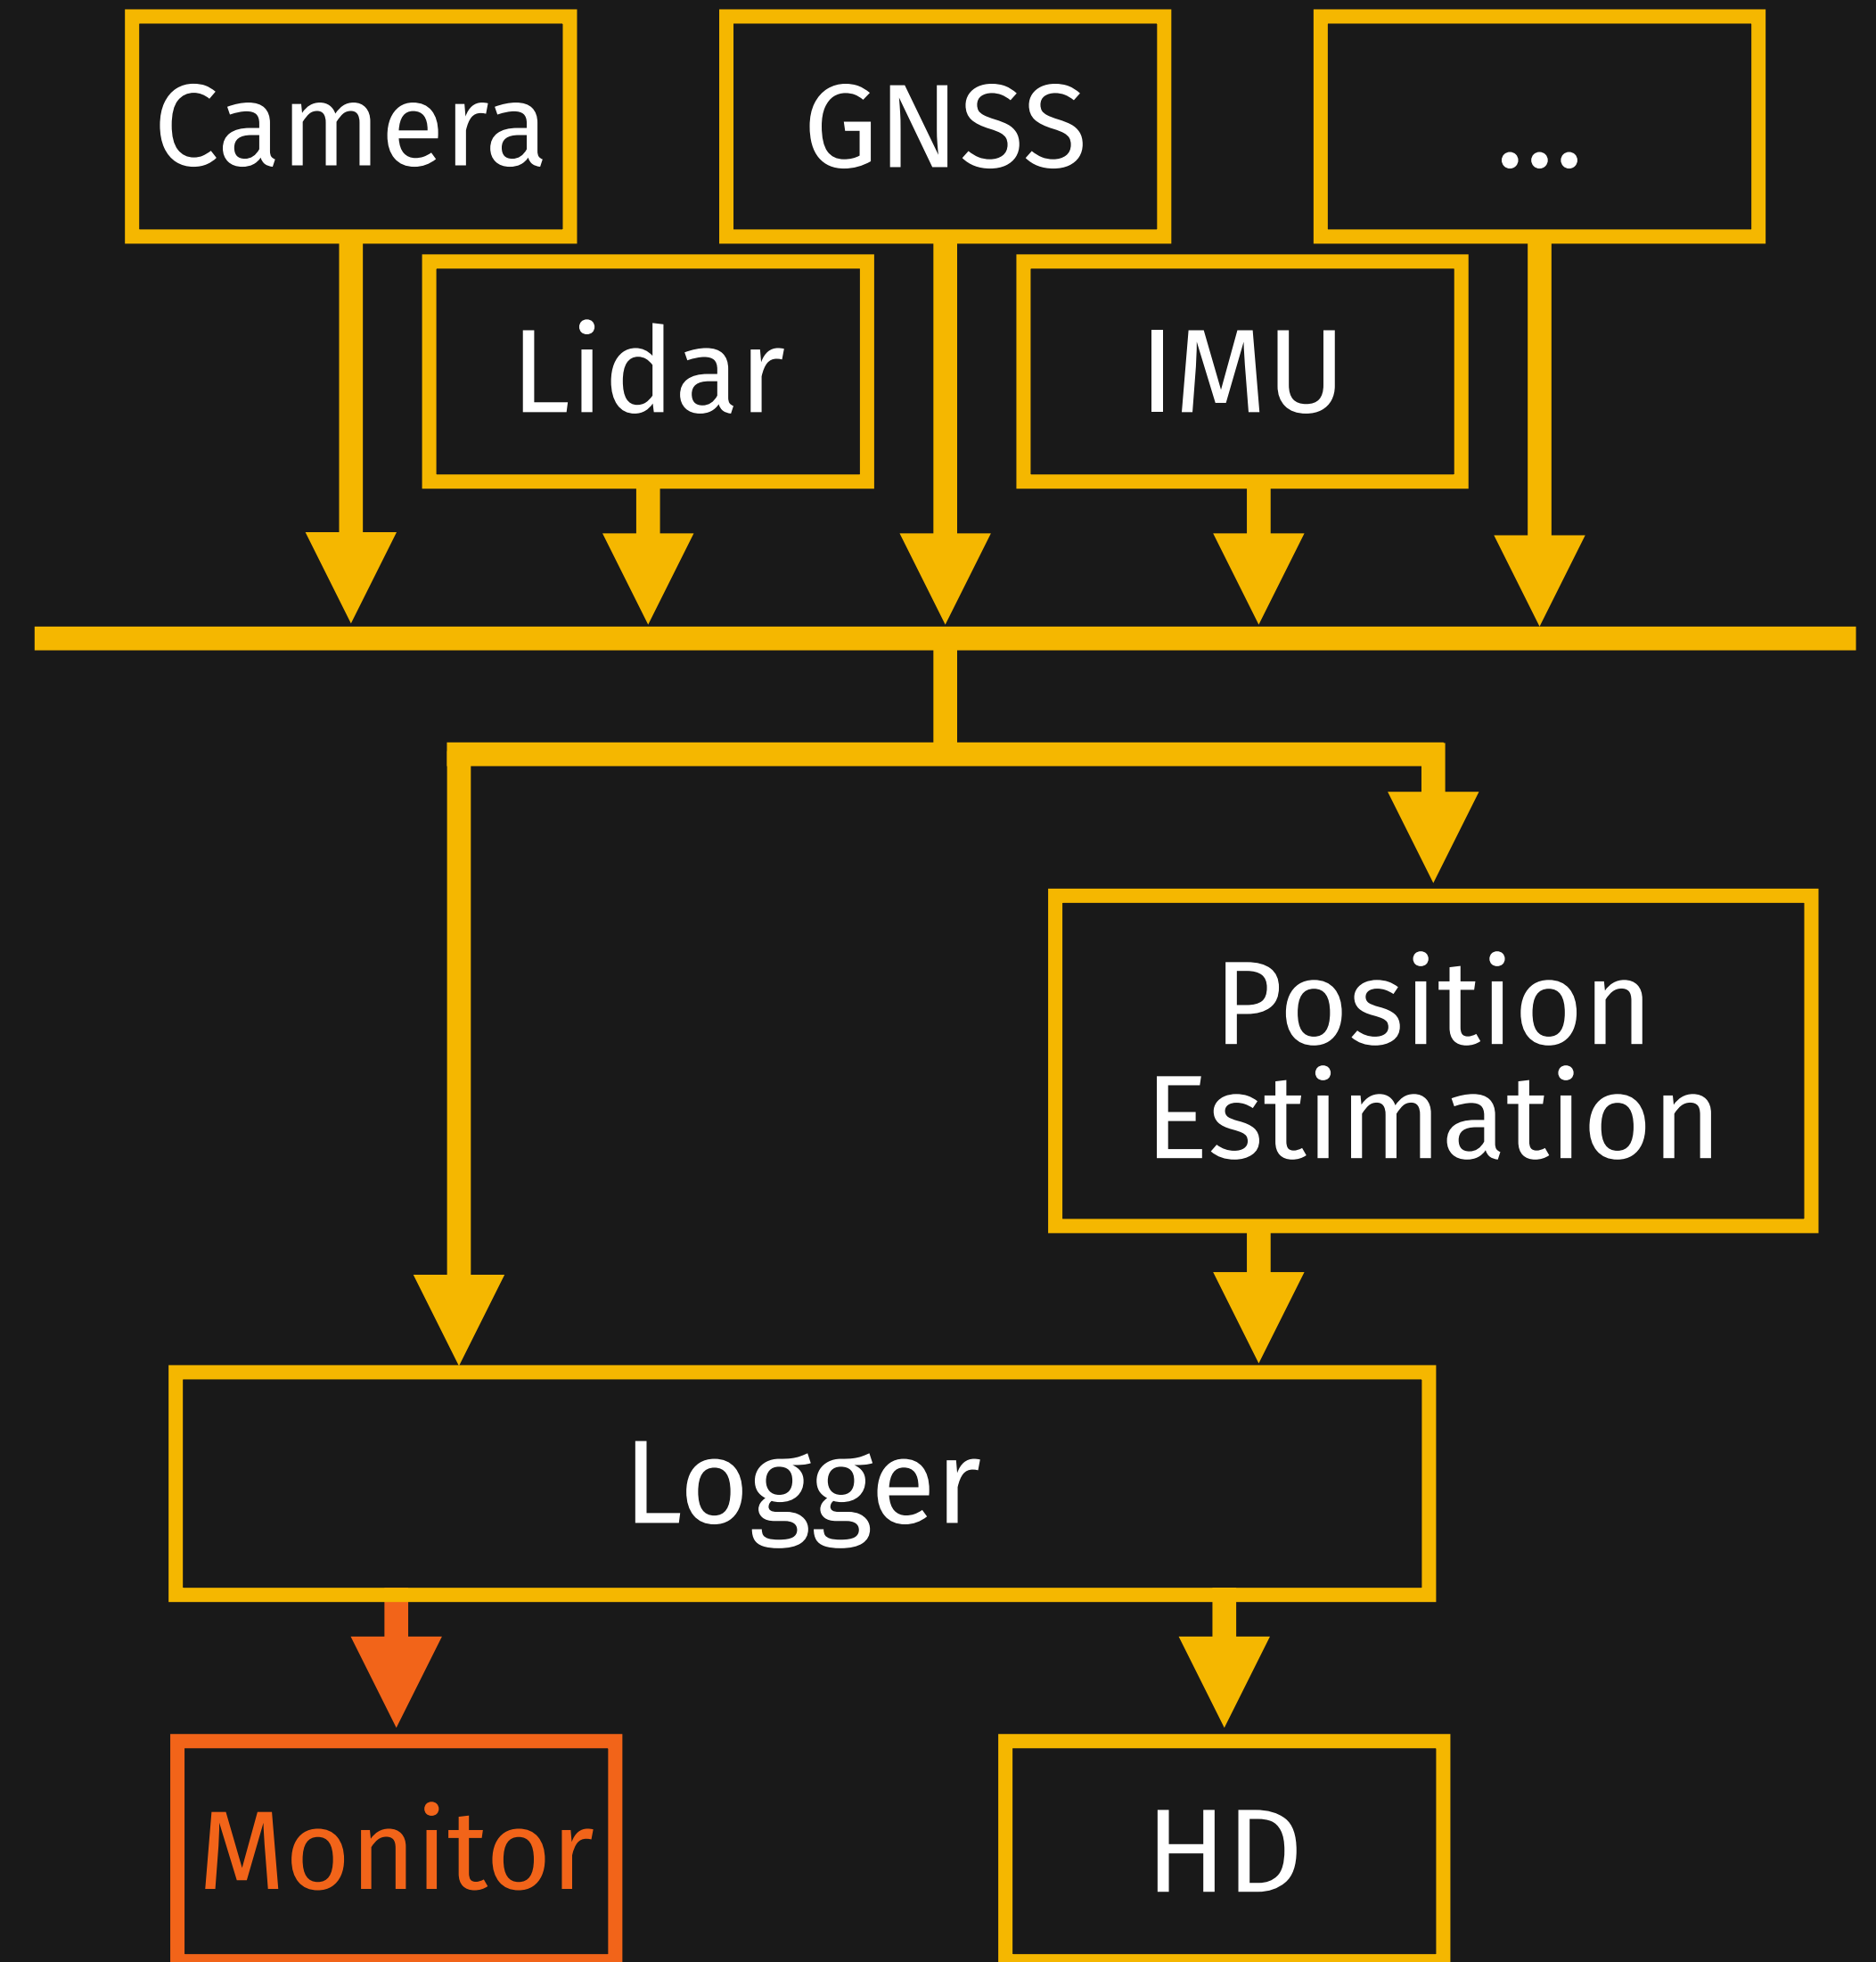 Camera
GNSS
...
Lidar
IMU
Position
Estimation
Logger
Monitor
HD